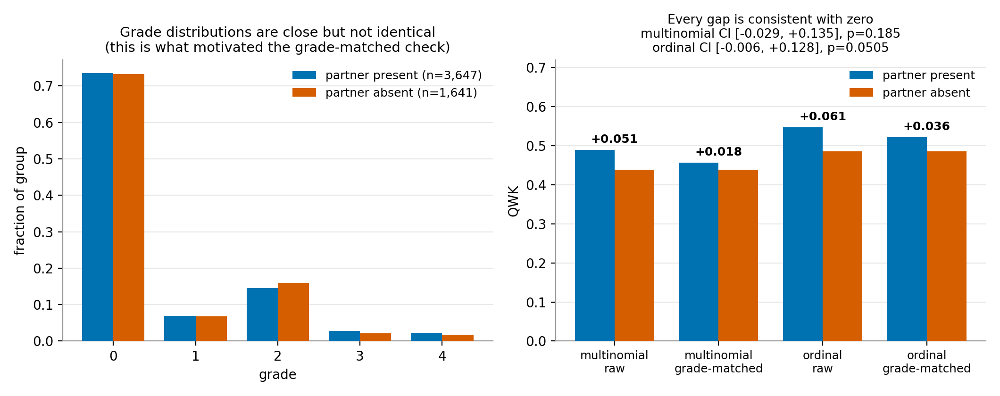 Grade distributions are close but not identical
(this is what motivated the grade-matched check)
fraction of group
0.7
0.6
0.5
0.4
0.3
0.2
0.1
0.0
partner present (n=3,647)
partner absent (n=1,641)
0 1 2 3 4
grade
Every gap is consistent with zero
multinomial CI [-0.029, +0.135], p=0.185
ordinal CI [-0.006, +0.128], p=0.0505
QWK
0.7
0.6
0.5
0.4
0.3
0.2
0.1
0.0
partner present
partner absent
+0.051
+0.018
+0.061
+0.036
multinomial
raw
multinomial
grade-matched
ordinal
raw
ordinal
grade-matched